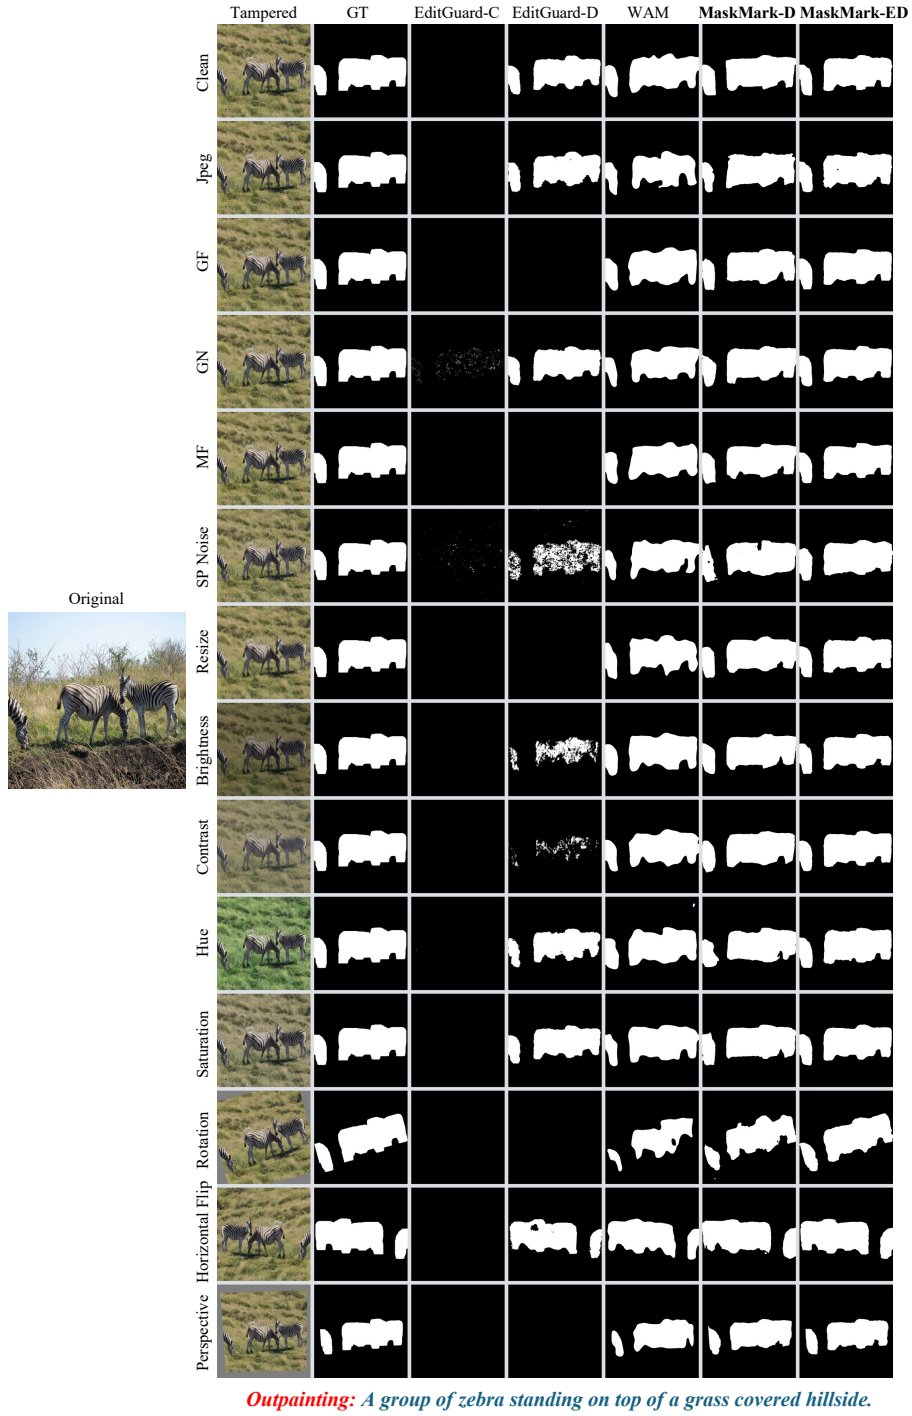 Tampered GT EditGuard-C EditGuard-D WAM MaskMark-D MaskMark-ED
Clean
Jpeg
GF
GN
MF
SP Noise
Original
Resize
Brightness
Contrast
Hue
Saturation
Rotation
Horizontal Flip
Perspective
Outpainting: A group of zebra standing on top of a grass covered hillside.